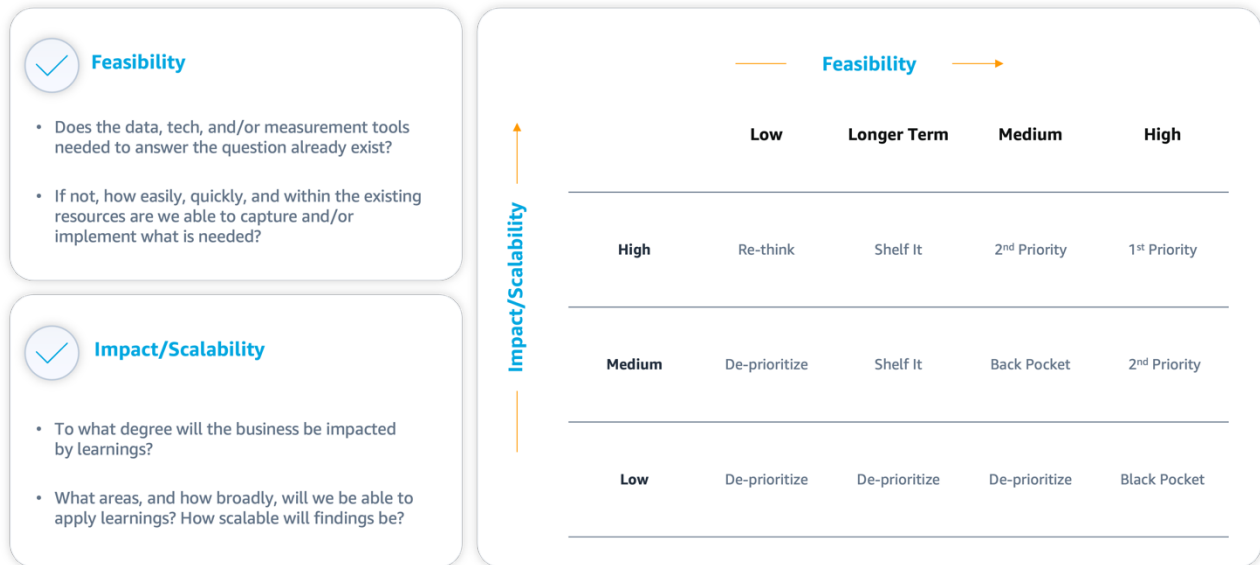 Feasibility
• Does the data, tech, and/or measurement tools
needed to answer the question already exist?
• If not, how easily, quickly, and within the existing
resources are we able to capture and/or
implement what is needed?
Impact/Scalability
• To what degree will the business be impacted
by learnings?
• What areas, and how broadly, will we be able to
apply learnings? How scalable will findings be?
Feasibility
Low Longer Term Medium High
Impact/Scalability
High Re-think Shelf It 2nd Priority 1st Priority
Medium De-prioritize Shelf It Back Pocket 2nd Priority
Low De-prioritize De-prioritize De-prioritize Black Pocket